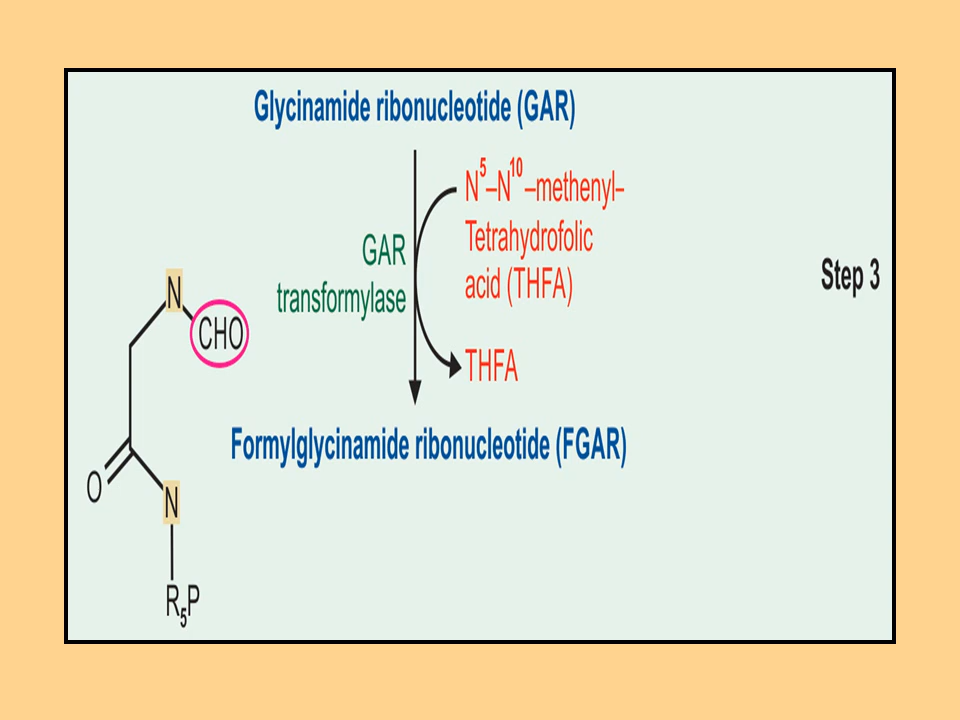 Glycinamide ribonucleotide (GAR)
N5–N10–methenyl–
Tetrahydrofolic
acid (THFA)
GAR
transformylase
Step 3
THFA
Formylglycinamide ribonucleotide (FGAR)
N
CHO
O
N
R5P